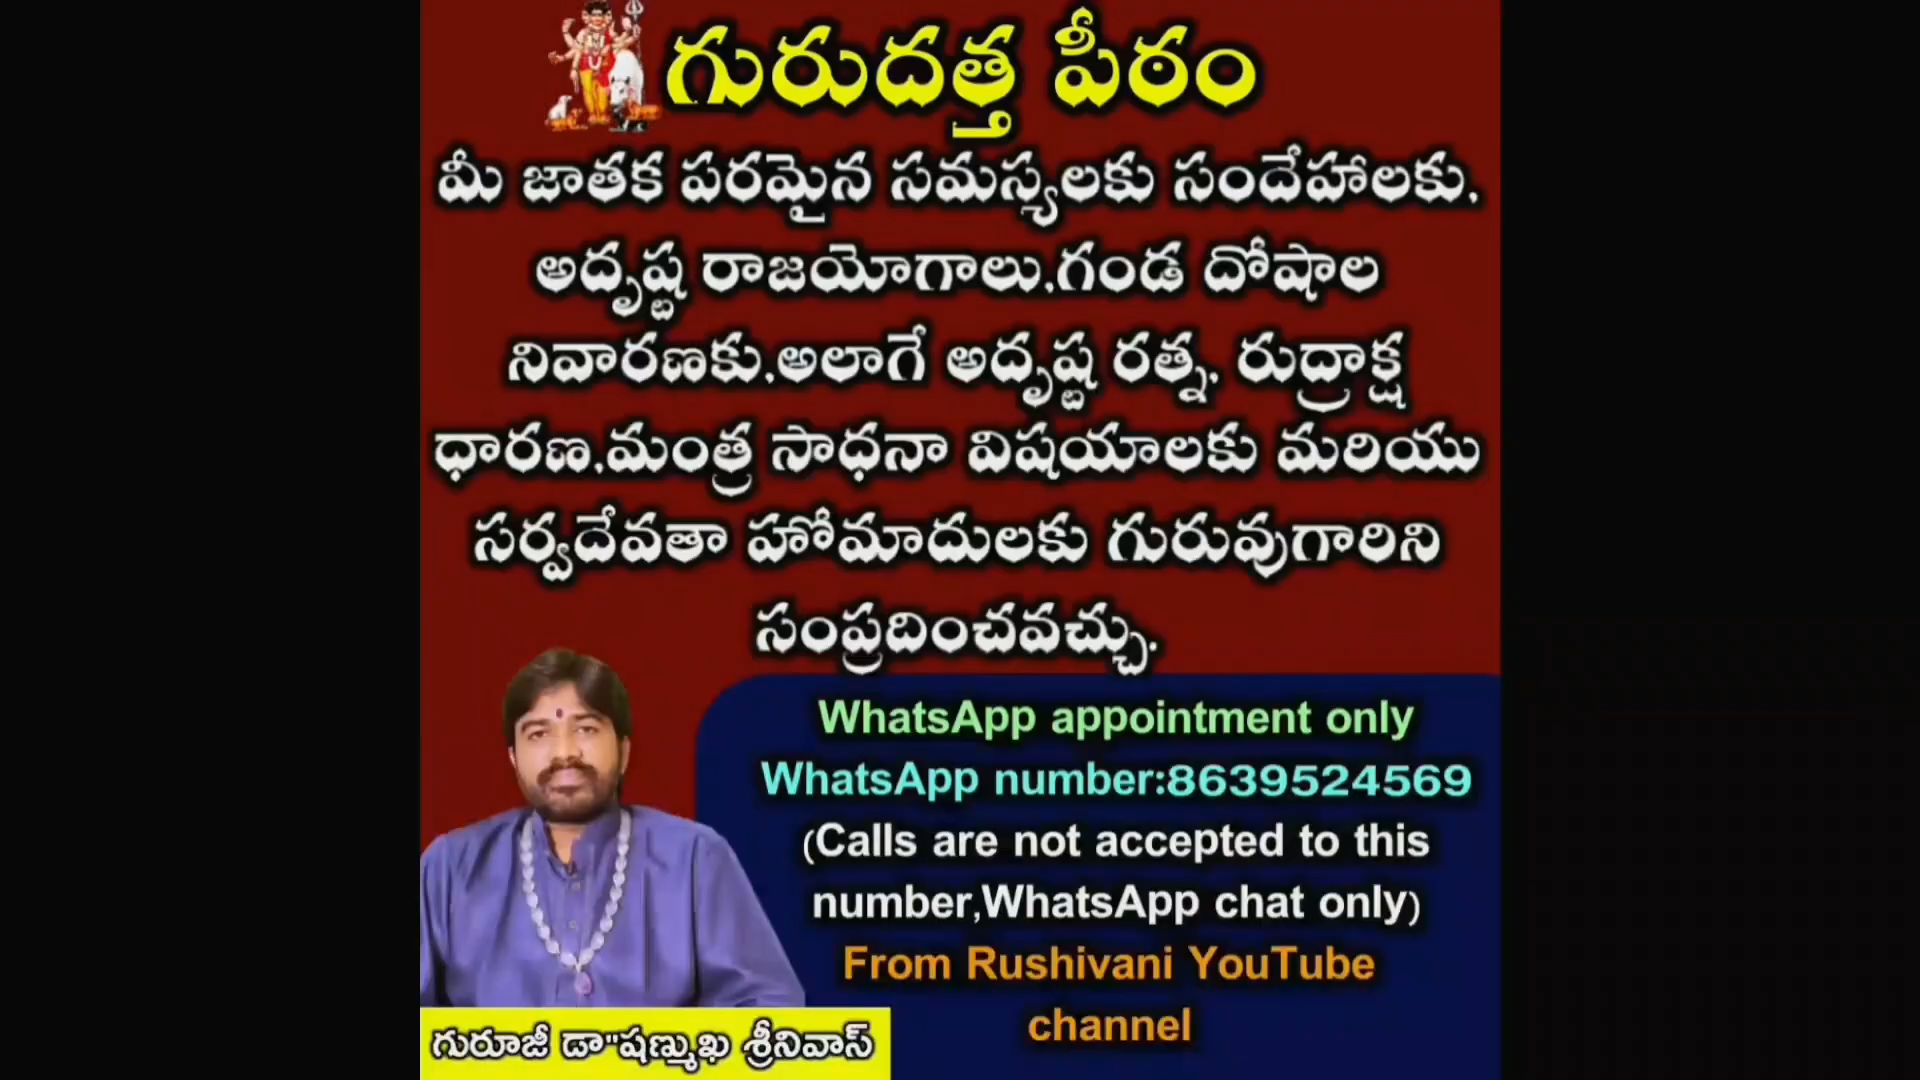 గురుదత్త పీఠం
మీ జాతక పరమైన సమస్యలకు సందేహాలకు,
అదృష్ట రాజయోగాలు,గండ దోషాల
నివారణకు,అలాగే అదృష్ట రత్న, రుద్రాక్ష
ధారణ,మంత్ర సాధనా విషయాలకు మరియు
సర్వదేవతా హోమాదులకు గురువుగారిని
సంప్రదించవచ్చు.
WhatsApp appointment only
WhatsApp number:8639524569
(Calls are not accepted to this
number,WhatsApp chat only)
From Rushivani YouTube
channel
గురూజీ డా"షణ్ముఖ శ్రీనివాస్